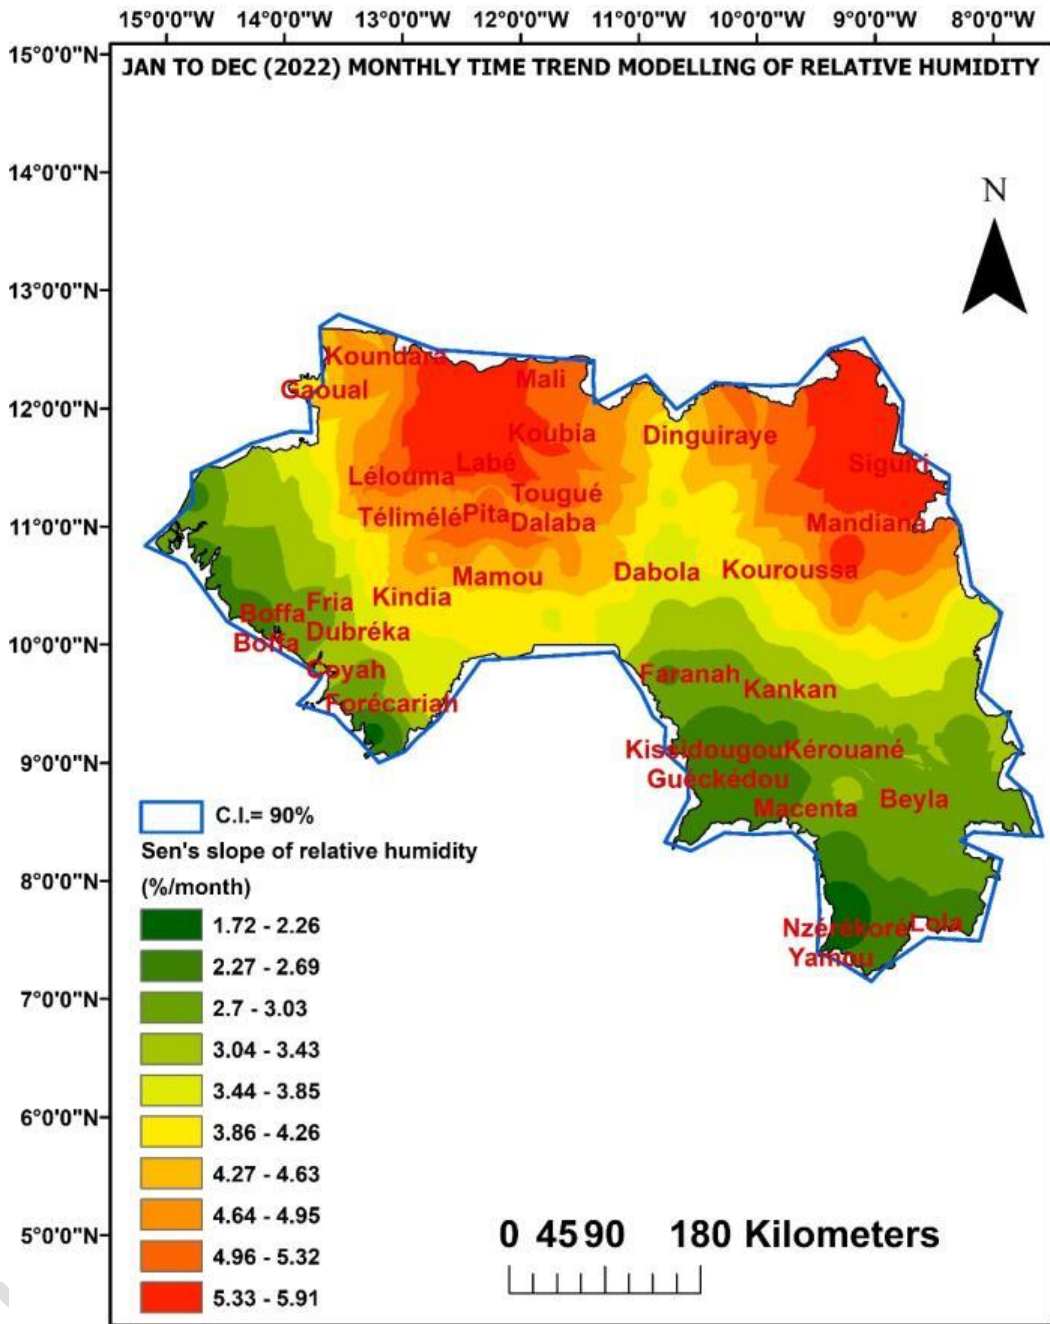 15°0'0"W 14°0'0"W 13°0'0"W 12°0'0"W 11°0'0"W 10°0'0"W 9°0'0"W 8°0'0"W
15°0'0"N
JAN TO DEC (2022) MONTHLY TIME TREND MODELLING OF RELATIVE HUMIDITY
14°0'0"N
N
13°0'0"N
Koundara
Mali
Gaoual
12°0'0"N
Koubia
Dinguiraye
Labé
Siguiri
Lélouma
Tougué
Télimélé
Pita
Dalaba
Mandiana
11°0'0"N
Mamou
Dabola
Kouroussa
Kindia
Fria
Boffa
Dubréka
Boffa
10°0'0"N
Coyah
Faranah
Kankan
Forécariah
9°0'0"N
Kissidougou
Kérouané
Guéckédou
Macenta
Beyla
C.I.= 90%
Sen's slope of relative humidity
(%/month)
8°0'0"N
1.72 - 2.26
Nzérékoré
Lola
Yamou
2.27 - 2.69
7°0'0"N
2.7 - 3.03
3.04 - 3.43
3.44 - 3.85
6°0'0"N
3.86 - 4.26
4.27 - 4.63
4.64 - 4.95
5°0'0"N
4.96 - 5.32
5.33 - 5.91
0 45 90 180 Kilometers